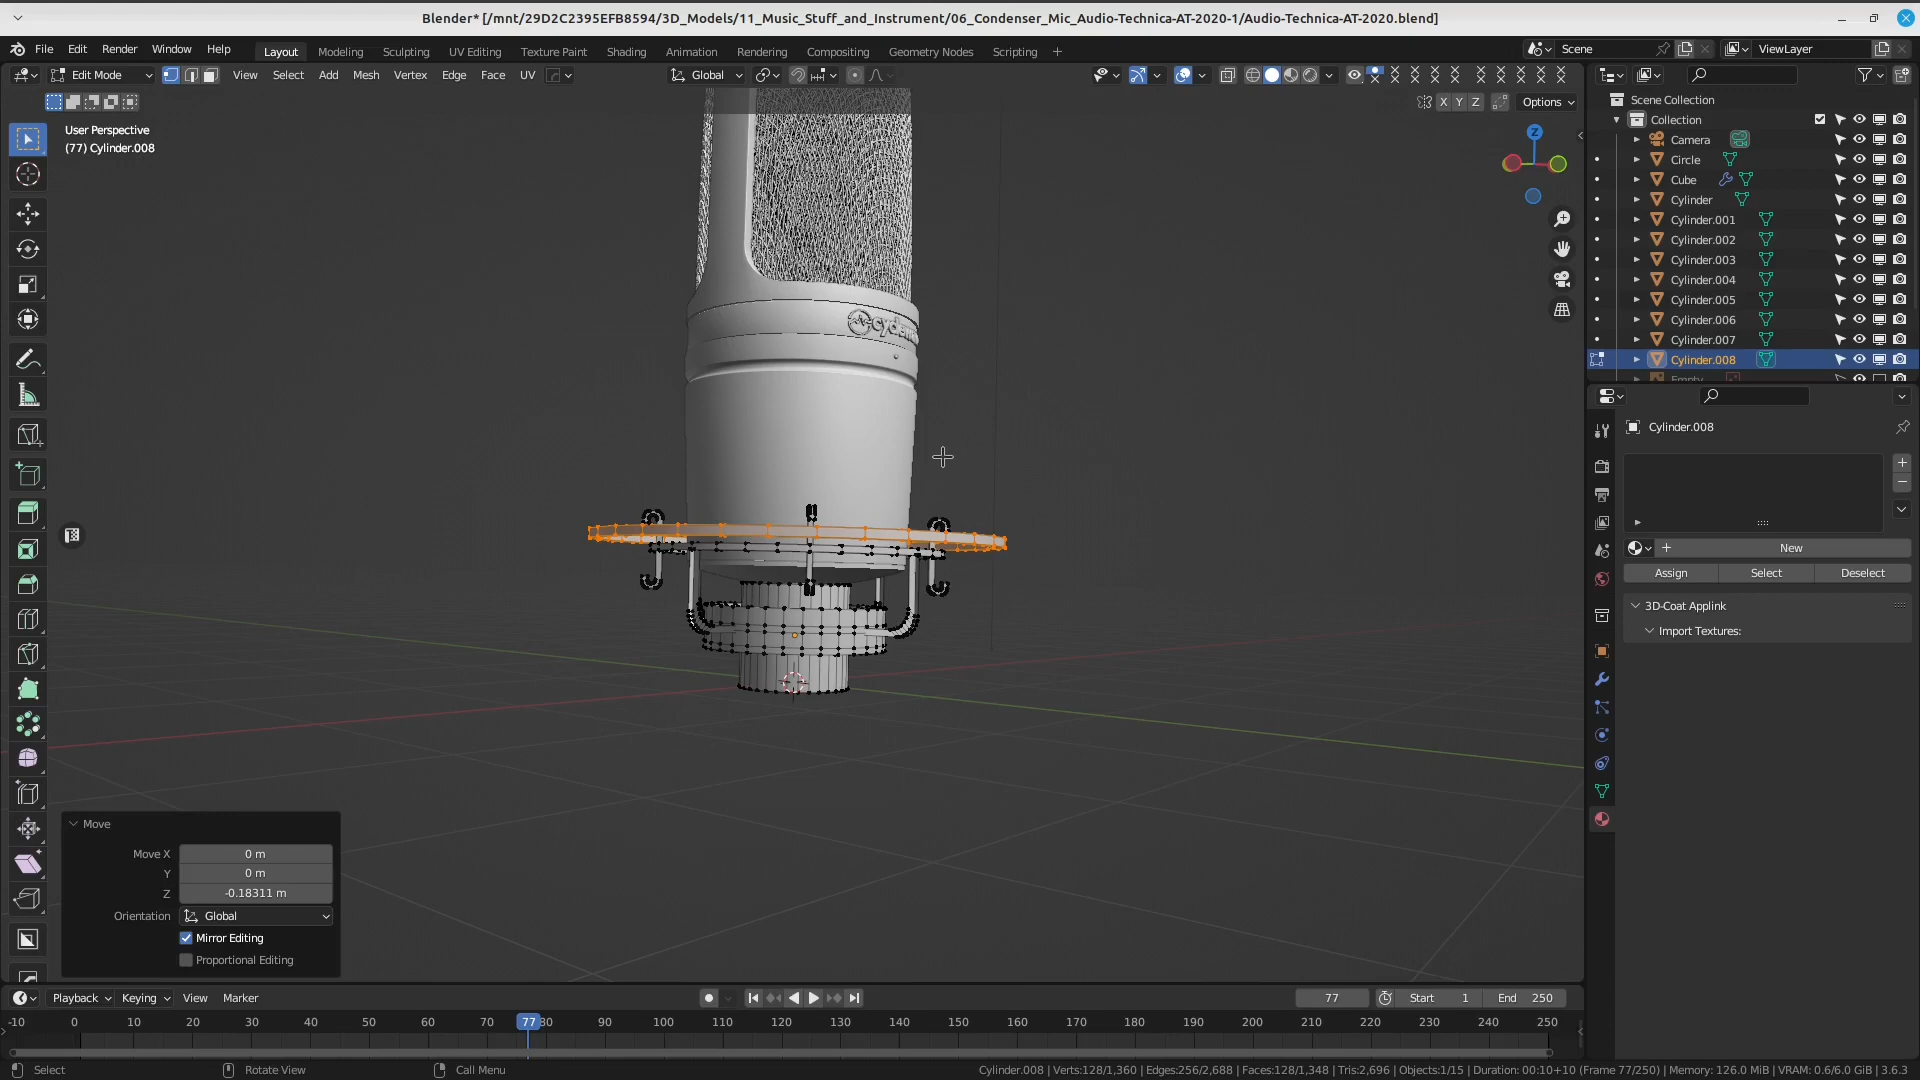 Blender* [/mnt/29D2C2395EFB8594/3D_Models/11_Music_Stuff_and_Instrument/06_Condenser_Mic_Audio-Technica-AT-2020-1/Audio-Technica-AT-2020.blend]
File Edit Render Window Help Layout Modeling Sculpting UV Editing Texture Paint Shading Animation Rendering Compositing Geometry Nodes Scripting + Scene ViewLayer
Edit Mode View Select Add Mesh Vertex Edge Face UV Global
X Y Z Options
User Perspective
(77) Cylinder.008
Z
Scene Collection
Collection
Camera
Circle
Cube
Cylinder
Cylinder.001
Cylinder.002
Cylinder.003
Cylinder.004
Cylinder.005
Cylinder.006
Cylinder.007
Cylinder.008
Empty
Cylinder.008
+ New
Assign Select Deselect
3D-Coat Applink
Import Textures:
Move
Move X 0 m
Y 0 m
Z -0.18311 m
Orientation Global
Mirror Editing
Proportional Editing
Playback Keying View Marker 77 Start 1 End 250
-10 0 10 20 30 40 50 60 70 77 80 90 100 110 120 130 140 150 160 170 180 190 200 210 220 230 240 250
Select Rotate View Call Menu Cylinder.008 | Verts:128/1,360 | Edges:256/2,688 | Faces:128/1,348 | Tris:2,696 | Objects:1/15 | Duration: 00:10+10 (Frame 77/250) | Memory: 126.0 MiB | VRAM: 0.6/6.0 GiB | 3.6.3